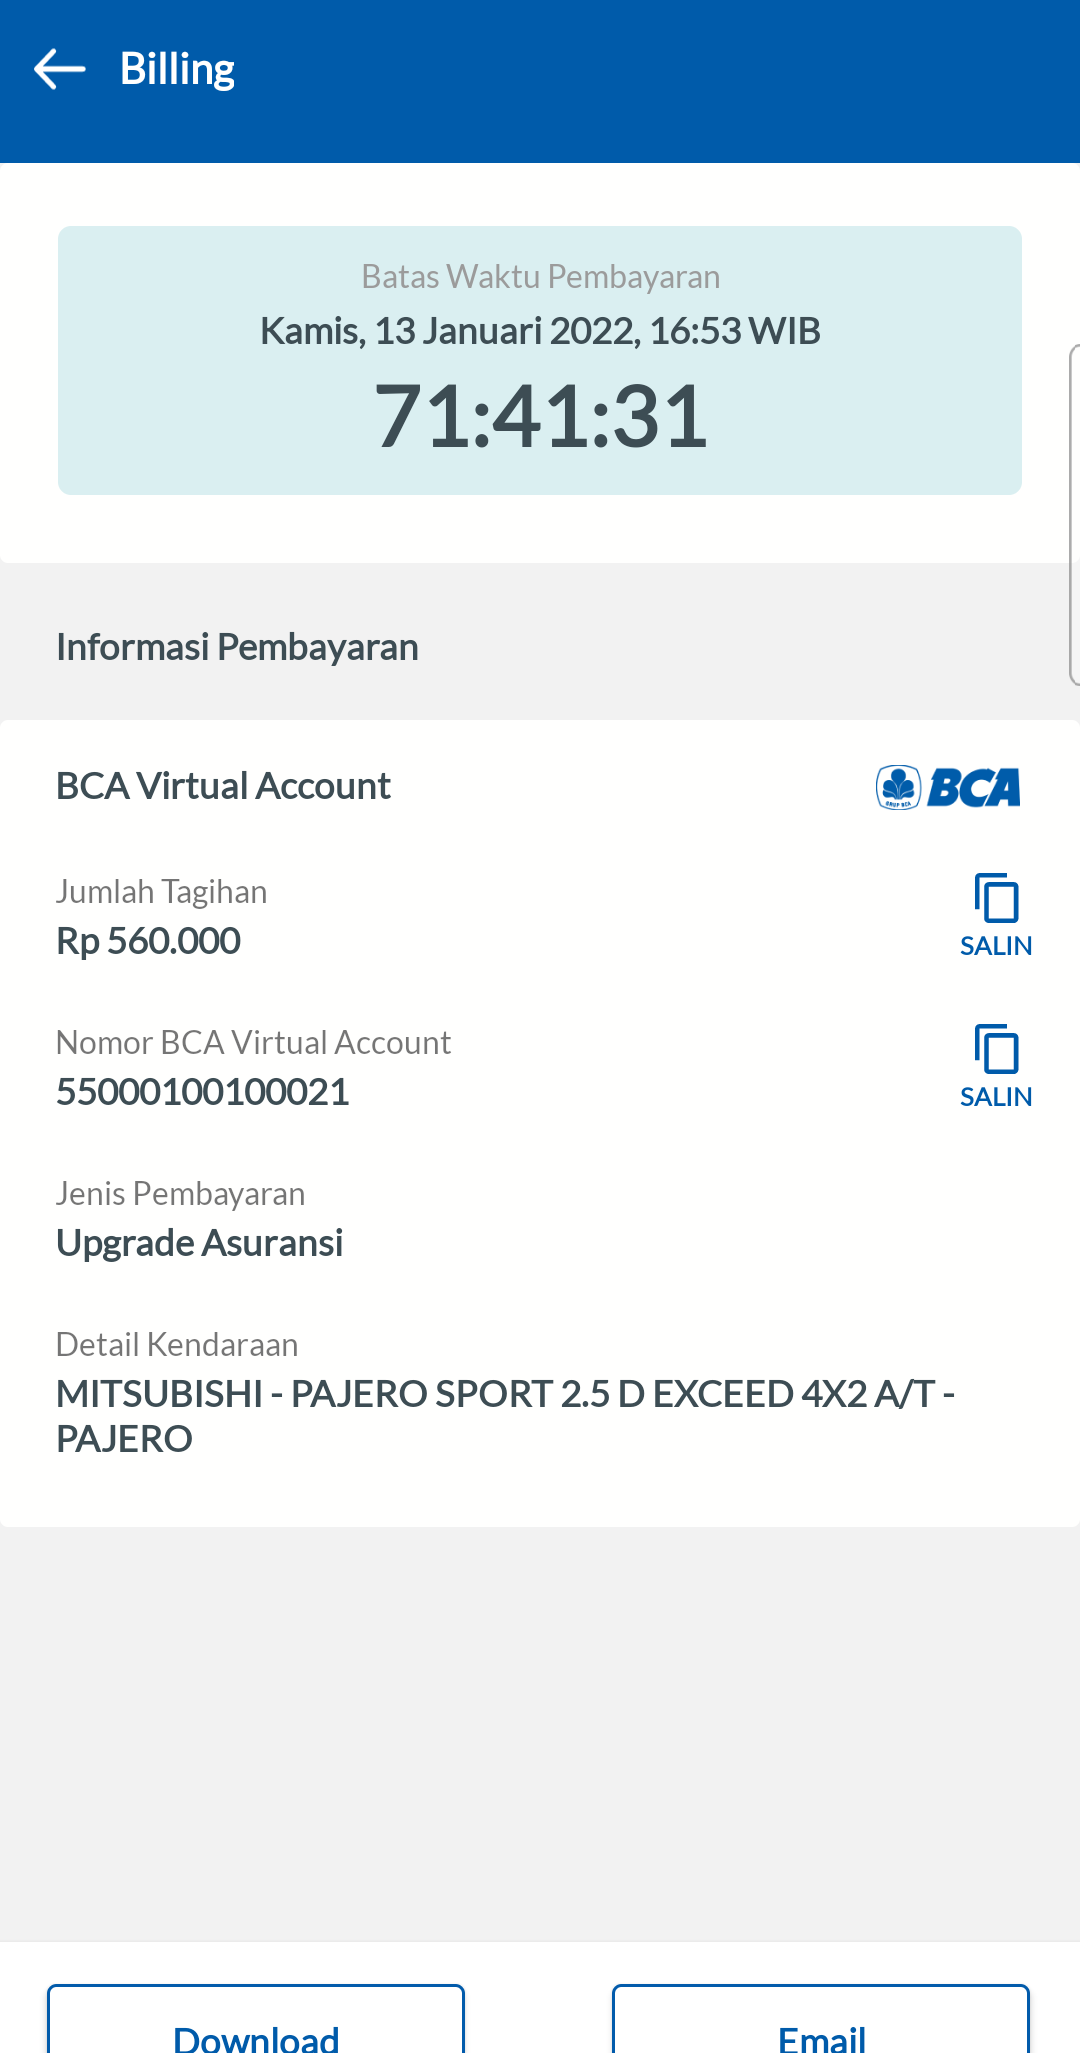 Billing
Batas Waktu Pembayaran
Kamis, 13 Januari 2022, 16:53 WIB
71:41:31
Informasi Pembayaran
BCA Virtual Account
GRUP BCA
BCA
Jumlah Tagihan
Rp 560.000
SALIN
Nomor BCA Virtual Account
55000100100021
SALIN
Jenis Pembayaran
Upgrade Asuransi
Detail Kendaraan
MITSUBISHI - PAJERO SPORT 2.5 D EXCEED 4X2 A/T -
PAJERO
Download
Email